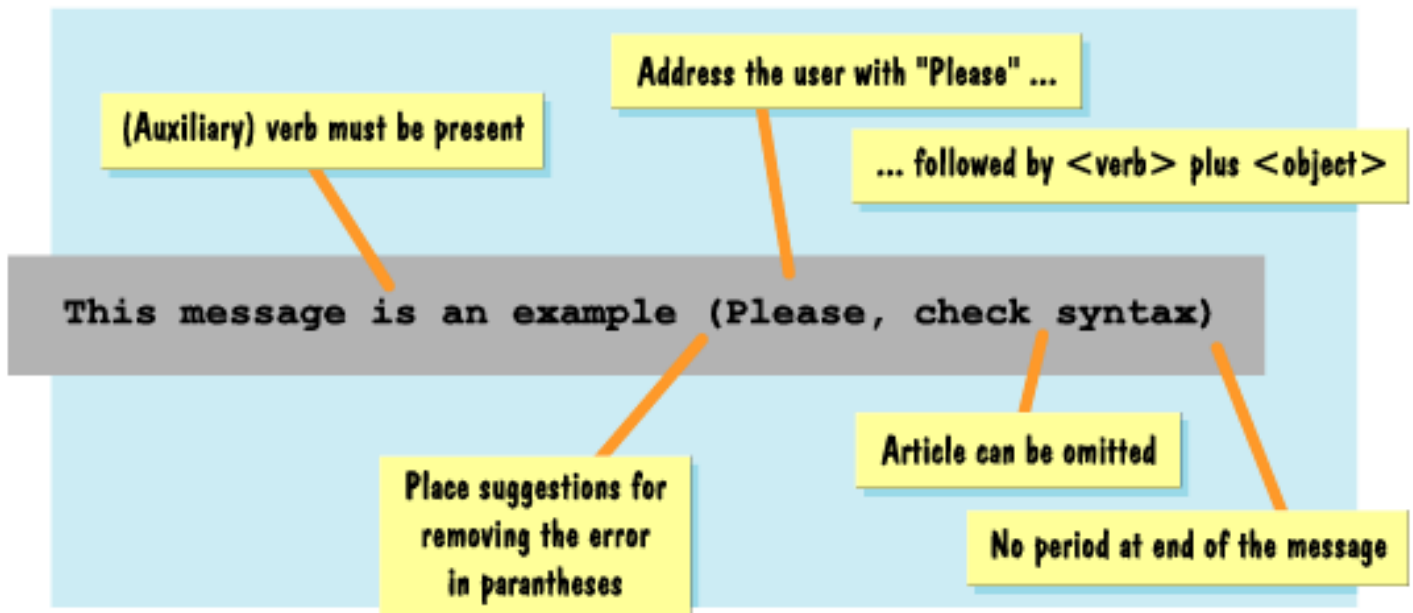 Address the user with "Please" ...
(Auxiliary) verb must be present
... followed by <verb> plus <object>
This message is an example (Please, check syntax)
Article can be omitted
Place suggestions for
removing the error
in parantheses
No period at end of the message